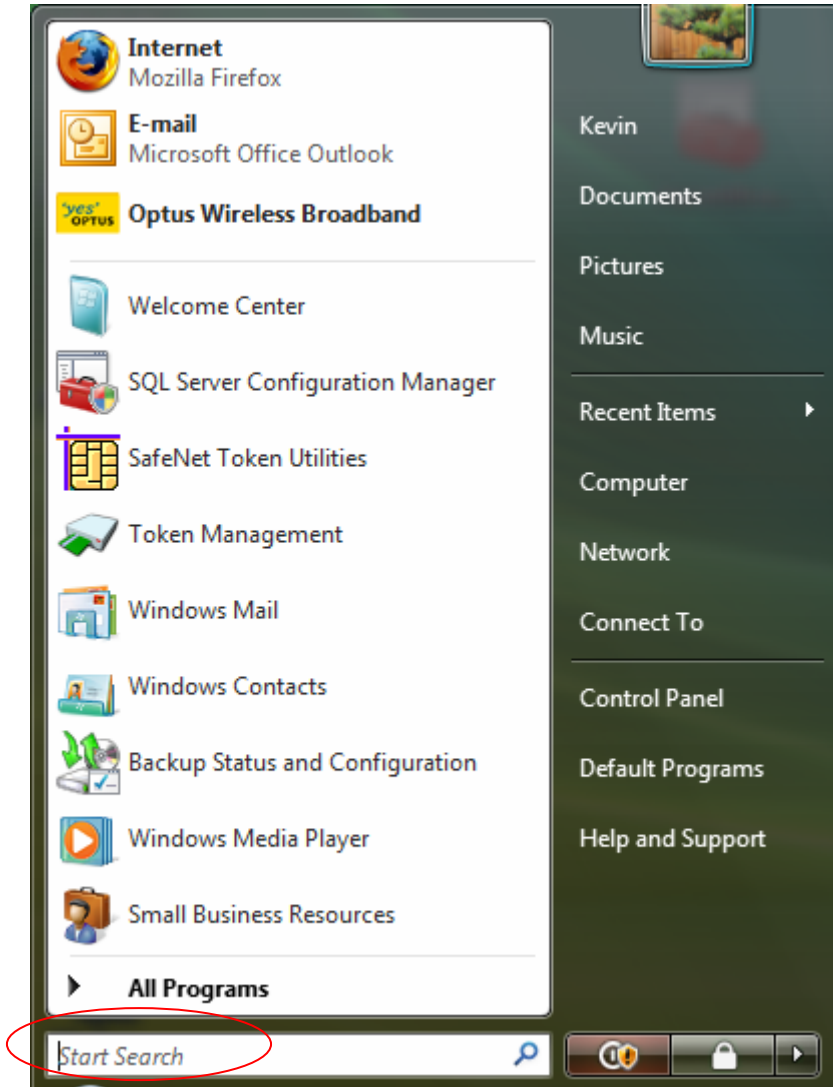 Internet
Mozilla Firefox
E-mail
Microsoft Office Outlook
'yes'
OPTUS
Optus Wireless Broadband
Welcome Center
SQL Server Configuration Manager
SafeNet Token Utilities
Token Management
Windows Mail
Windows Contacts
Backup Status and Configuration
Windows Media Player
Small Business Resources
All Programs
Start Search
Kevin
Documents
Pictures
Music
Recent Items
Computer
Network
Connect To
Control Panel
Default Programs
Help and Support